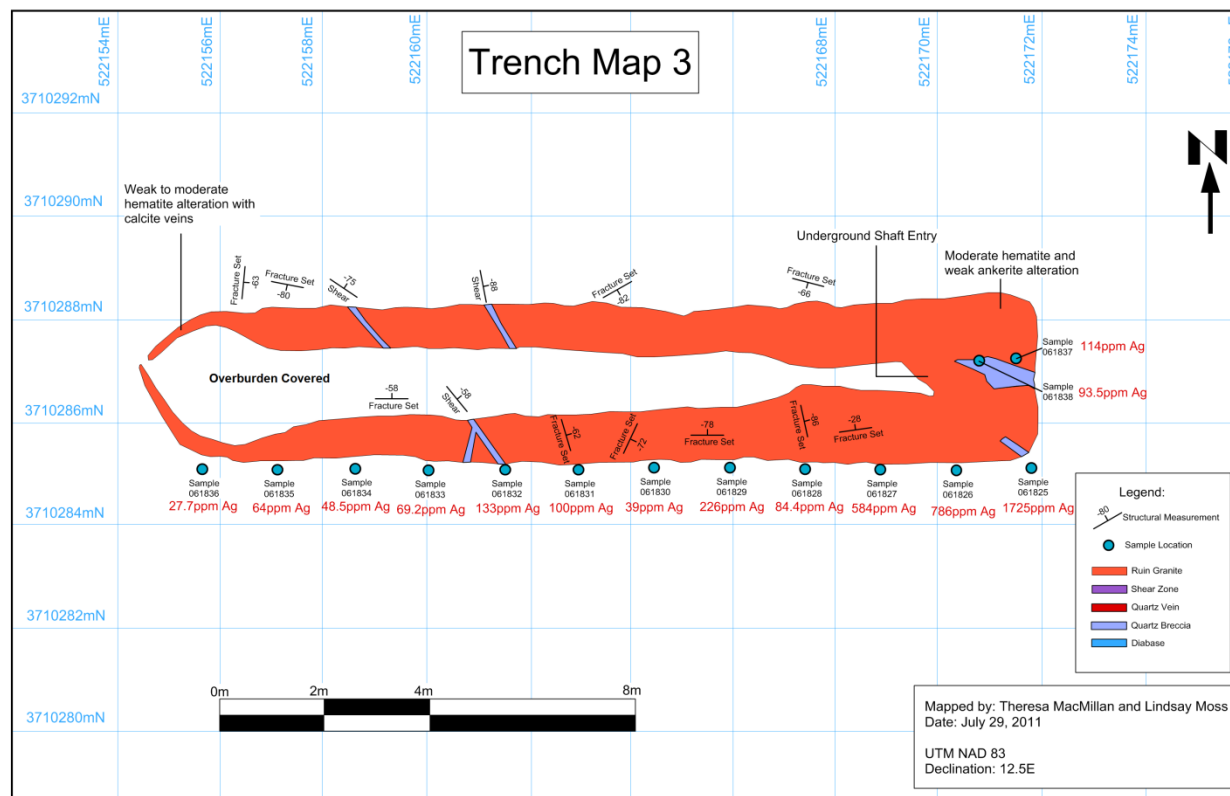 522154mE
522156mE
522158mE
522160mE
522168mE
522170mE
522172mE
522174mE
Trench Map 3
3710292mN
3710290mN
3710288mN
3710286mN
3710284mN
3710282mN
3710280mN
N
Weak to moderate
hematite alteration with
calcite veins
Underground Shaft Entry
Moderate hematite and
weak ankerite alteration
Fracture Set
-63
Fracture Set
-80
-75
Shear
-88
Shear
Fracture Set
-82
Fracture Set
-66
Overburden Covered
-58
Fracture Set
-58
Shear
-62
Fracture Set
Fracture Set
-72
-78
Fracture Set
-86
Fracture Set
-28
Fracture Set
Sample
061837
114ppm Ag
Sample
061838
93.5ppm Ag
Sample
061836
27.7ppm Ag
Sample
061835
64ppm Ag
Sample
061834
48.5ppm Ag
Sample
061833
69.2ppm Ag
Sample
061832
133ppm Ag
Sample
061831
100ppm Ag
Sample
061830
39ppm Ag
Sample
061829
226ppm Ag
Sample
061828
84.4ppm Ag
Sample
061827
584ppm Ag
Sample
061826
786ppm Ag
Sample
061825
1725ppm Ag
Legend:
-80
Structural Measurement
Sample Location
Ruin Granite
Shear Zone
Quartz Vein
Quartz Breccia
Diabase
0m
2m
4m
8m
Mapped by: Theresa MacMillan and Lindsay Moss
Date: July 29, 2011
UTM NAD 83
Declination: 12.5E